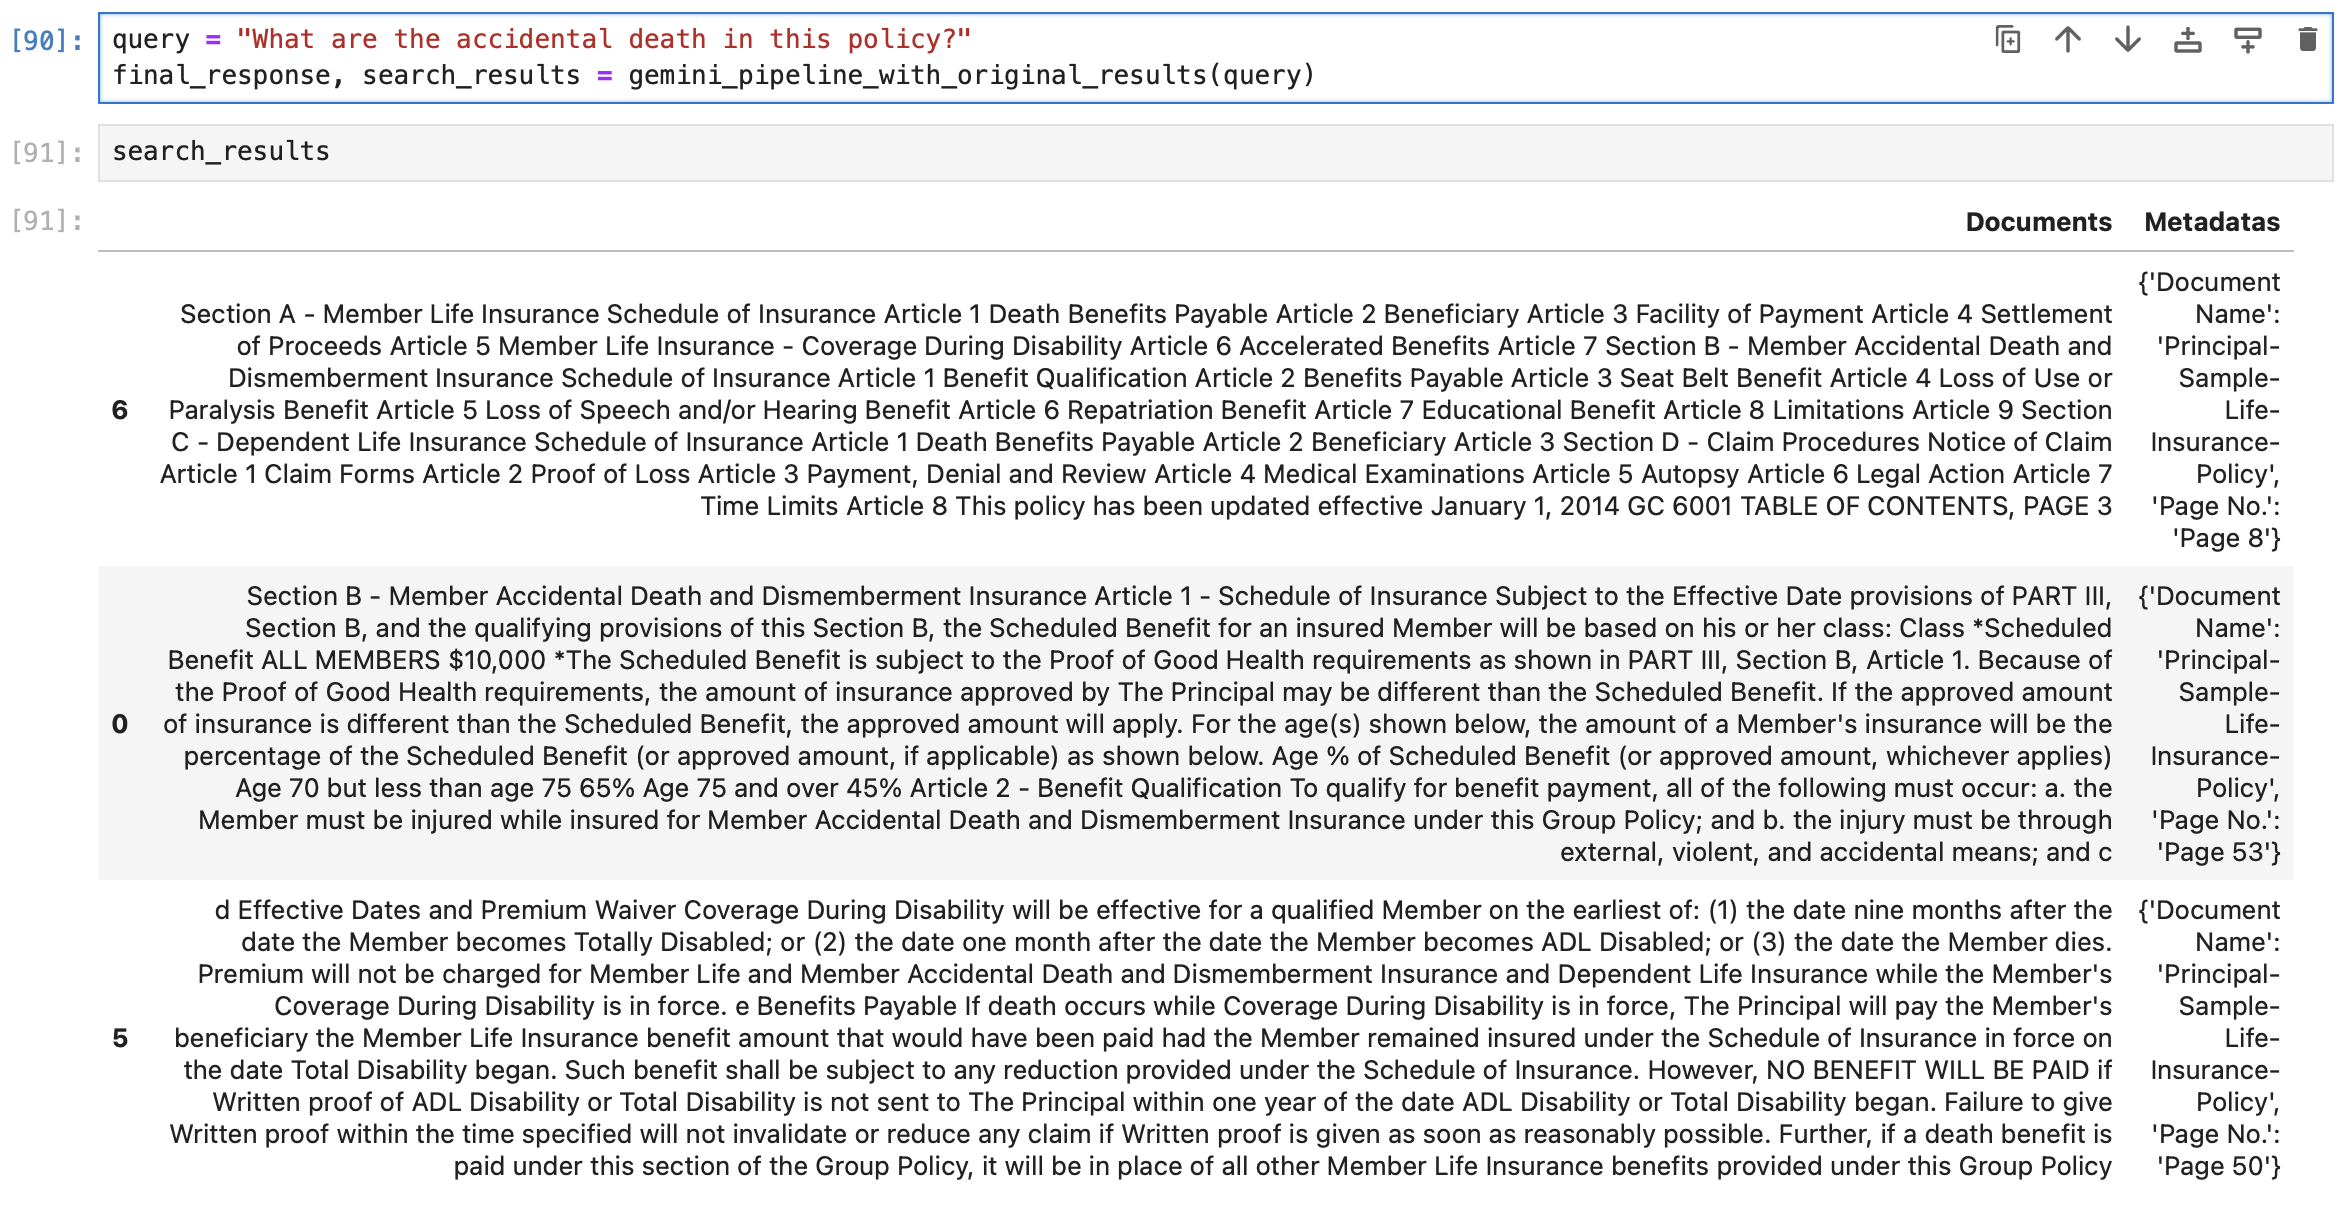 [90]: query = "What are the accidental death in this policy?"
final_response, search_results = gemini_pipeline_with_original_results(query)
[91]: search_results
[91]:
Documents Metadatas
6 Section A - Member Life Insurance Schedule of Insurance Article 1 Death Benefits Payable Article 2 Beneficiary Article 3 Facility of Payment Article 4 Settlement
of Proceeds Article 5 Member Life Insurance - Coverage During Disability Article 6 Accelerated Benefits Article 7 Section B - Member Accidental Death and
Dismemberment Insurance Schedule of Insurance Article 1 Benefit Qualification Article 2 Benefits Payable Article 3 Seat Belt Benefit Article 4 Loss of Use or
Paralysis Benefit Article 5 Loss of Speech and/or Hearing Benefit Article 6 Repatriation Benefit Article 7 Educational Benefit Article 8 Limitations Article 9 Section
C - Dependent Life Insurance Schedule of Insurance Article 1 Death Benefits Payable Article 2 Beneficiary Article 3 Section D - Claim Procedures Notice of Claim
Article 1 Claim Forms Article 2 Proof of Loss Article 3 Payment, Denial and Review Article 4 Medical Examinations Article 5 Autopsy Article 6 Legal Action Article 7
Time Limits Article 8 This policy has been updated effective January 1, 2014 GC 6001 TABLE OF CONTENTS, PAGE 3
{'Document
Name':
'Principal-
Sample-
Life-
Insurance-
Policy',
'Page No.':
'Page 8'}
0 Section B - Member Accidental Death and Dismemberment Insurance Article 1 - Schedule of Insurance Subject to the Effective Date provisions of PART III,
Section B, and the qualifying provisions of this Section B, the Scheduled Benefit for an insured Member will be based on his or her class: Class *Scheduled
Benefit ALL MEMBERS $10,000 *The Scheduled Benefit is subject to the Proof of Good Health requirements as shown in PART III, Section B, Article 1. Because of
the Proof of Good Health requirements, the amount of insurance approved by The Principal may be different than the Scheduled Benefit. If the approved amount
of insurance is different than the Scheduled Benefit, the approved amount will apply. For the age(s) shown below, the amount of a Member's insurance will be the
percentage of the Scheduled Benefit (or approved amount, if applicable) as shown below. Age % of Scheduled Benefit (or approved amount, whichever applies)
Age 70 but less than age 75 65% Age 75 and over 45% Article 2 - Benefit Qualification To qualify for benefit payment, all of the following must occur: a. the
Member must be injured while insured for Member Accidental Death and Dismemberment Insurance under this Group Policy; and b. the injury must be through
external, violent, and accidental means; and c
{'Document
Name':
'Principal-
Sample-
Life-
Insurance-
Policy',
'Page No.':
'Page 53'}
5 d Effective Dates and Premium Waiver Coverage During Disability will be effective for a qualified Member on the earliest of: (1) the date nine months after the
date the Member becomes Totally Disabled; or (2) the date one month after the date the Member becomes ADL Disabled; or (3) the date the Member dies.
Premium will not be charged for Member Life and Member Accidental Death and Dismemberment Insurance and Dependent Life Insurance while the Member's
Coverage During Disability is in force. e Benefits Payable If death occurs while Coverage During Disability is in force, The Principal will pay the Member's
beneficiary the Member Life Insurance benefit amount that would have been paid had the Member remained insured under the Schedule of Insurance in force on
the date Total Disability began. Such benefit shall be subject to any reduction provided under the Schedule of Insurance. However, NO BENEFIT WILL BE PAID if
Written proof of ADL Disability or Total Disability is not sent to The Principal within one year of the date ADL Disability or Total Disability began. Failure to give
Written proof within the time specified will not invalidate or reduce any claim if Written proof is given as soon as reasonably possible. Further, if a death benefit is
paid under this section of the Group Policy, it will be in place of all other Member Life Insurance benefits provided under this Group Policy
{'Document
Name':
'Principal-
Sample-
Life-
Insurance-
Policy',
'Page No.':
'Page 50'}